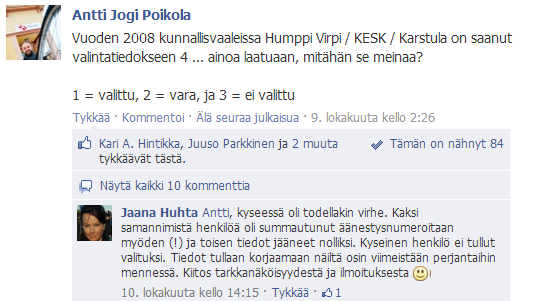 Antti Jogi Poikola
Vuoden 2008 kunnallisvaaleissa Humppi Virpi / KESK / Karstula on saanut
valintatiedokseen 4 ... ainoa laatuaan, mitähän se meinaa?
1 = valittu, 2 = vara, ja 3 = ei valittu
Tykkää · Kommentoi · Älä seuraa julkaisua · 9. lokakuuta kello 2:26
Kari A. Hintikka, Juuso Parkkinen ja 2 muuta
tykkäävät tästä.
Tämän on nähnyt 84
Näytä kaikki 10 kommenttia
Jaana Huhta Antti, kyseessä oli todellakin virhe. Kaksi
samannimistä henkilöä oli summautunut äänestysnumeroitaan
myöden (!) ja toisen tiedot jääneet nolliksi. Kyseinen henkilö ei tullut
valituksi. Tiedot tullaan korjaamaan näiltä osin viimeistään perjantaihin
mennessä. Kiitos tarkkanäköisyydestä ja ilmoituksesta
10. lokakuuta kello 14:15 · Tykkää · 1